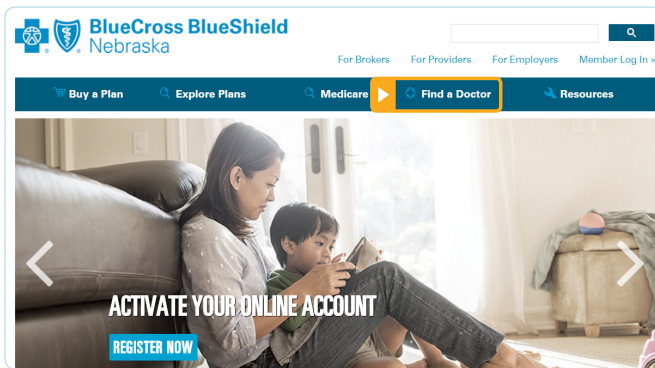 BlueCross BlueShield
Nebraska
For Brokers For Providers For Employers Member Log In »
Buy a Plan Explore Plans Medicare Find a Doctor Resources
ACTIVATE YOUR ONLINE ACCOUNT
REGISTER NOW